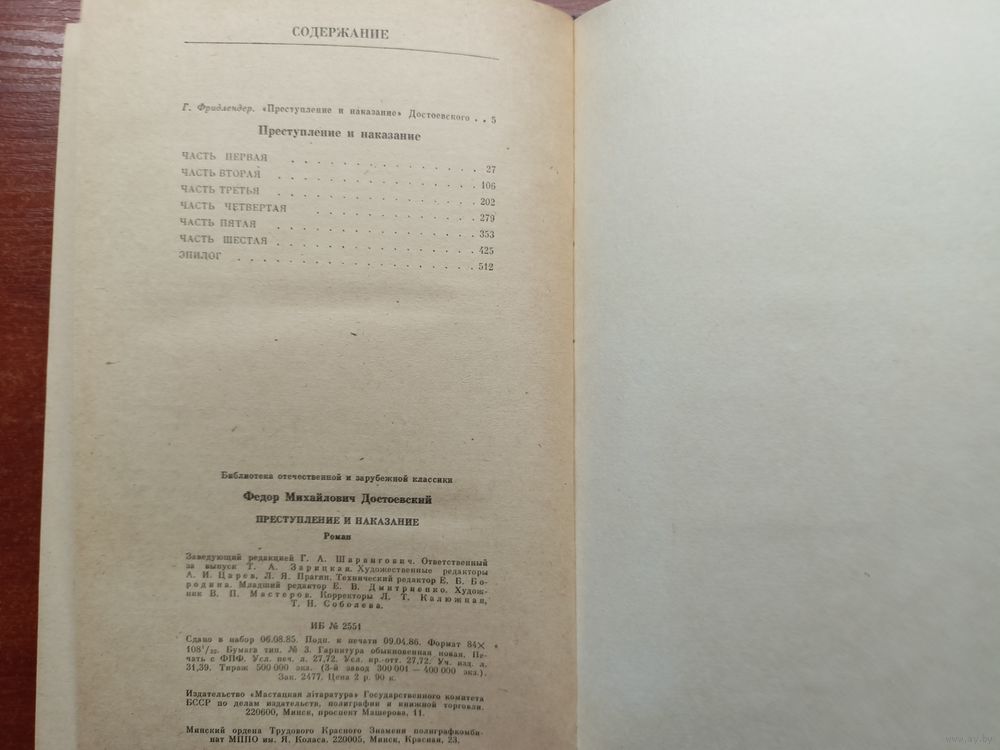 СОДЕРЖАНИЕ
Г. Фридлендер. «Преступление и наказание» Достоевского . . 5
Преступление и наказание
ЧАСТЬ ПЕРВАЯ . . . . . . . . . . . . 27
ЧАСТЬ ВТОРАЯ . . . . . . . . . . . . 106
ЧАСТЬ ТРЕТЬЯ . . . . . . . . . . . . 202
ЧАСТЬ ЧЕТВЕРТАЯ . . . . . . . . . . 279
ЧАСТЬ ПЯТАЯ . . . . . . . . . . . . 353
ЧАСТЬ ШЕСТАЯ . . . . . . . . . . . . 425
ЭПИЛОГ . . . . . . . . . . . . . . 512
Библиотека отечественной и зарубежной классики
Федор Михайлович Достоевский
ПРЕСТУПЛЕНИЕ И НАКАЗАНИЕ
Роман
Заведующий редакцией Г. А. Шарангович. Ответственный
за выпуск Т. А. Зарицкая. Художественные редакторы
А. И. Царев, Л. Я. Прагин. Технический редактор Е. Б. Бо-
родина. Младший редактор Е. В. Дмитриенко. Худож-
ник В. П. Мастеров. Корректоры Л. Т. Калюжная,
Т. Н. Соболева.
ИБ № 2551
Сдано в набор 06.08.85. Подп. к печати 09.04.86. Формат 84×
108¹/₃₂. Бумага тип. № 3. Гарнитура обыкновенная новая. Пе-
чать с ФПФ. Усл. печ. л. 27,72. Усл. кр.-отт. 27,72. Уч. изд. л.
31,39. Тираж 500 000 экз. (3-й завод 300 001—400 000 экз.).
Зак. 2477. Цена 2 р. 90 к.
Издательство «Мастацкая літаратура» Государственного комитета
БССР по делам издательств, полиграфии и книжной торговли.
220600, Минск, проспект Машерова, 11.
Минский ордена Трудового Красного Знамени полиграфкомби-
нат МППО им. Я. Коласа. 220005, Минск, Красная, 23.
www.ay.by